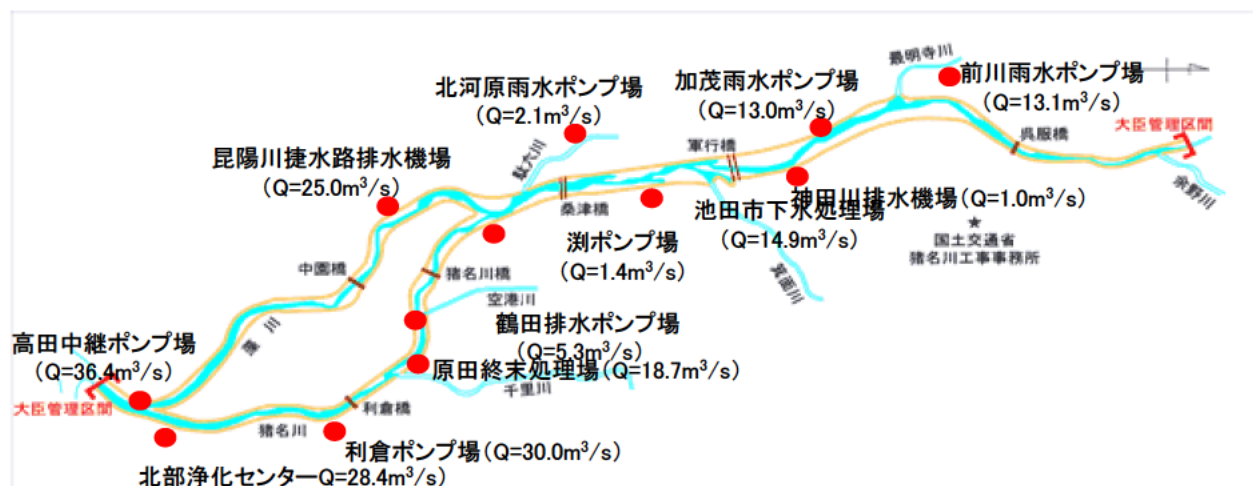 最明寺川
前川雨水ポンプ場
(Q=13.1m³/s)
加茂雨水ポンプ場
(Q=13.0m³/s)
北河原雨水ポンプ場
(Q=2.1m³/s)
大臣管理区間
呉服橋
軍行橋
駄六川
昆陽川捷水路排水機場
(Q=25.0m³/s)
余野川
神田川排水機場(Q=1.0m³/s)
桑津橋
池田市下水処理場
(Q=14.9m³/s)
★
国土交通省
猪名川工事事務所
渕ポンプ場
(Q=1.4m³/s)
箕面川
中園橋
猪名川橋
空港川
鶴田排水ポンプ場
(Q=5.3m³/s)
藻川
高田中継ポンプ場
(Q=36.4m³/s)
原田終末処理場(Q=18.7m³/s)
千里川
大臣管理区間
利倉橋
猪名川
利倉ポンプ場(Q=30.0m³/s)
北部浄化センターQ=28.4m³/s)